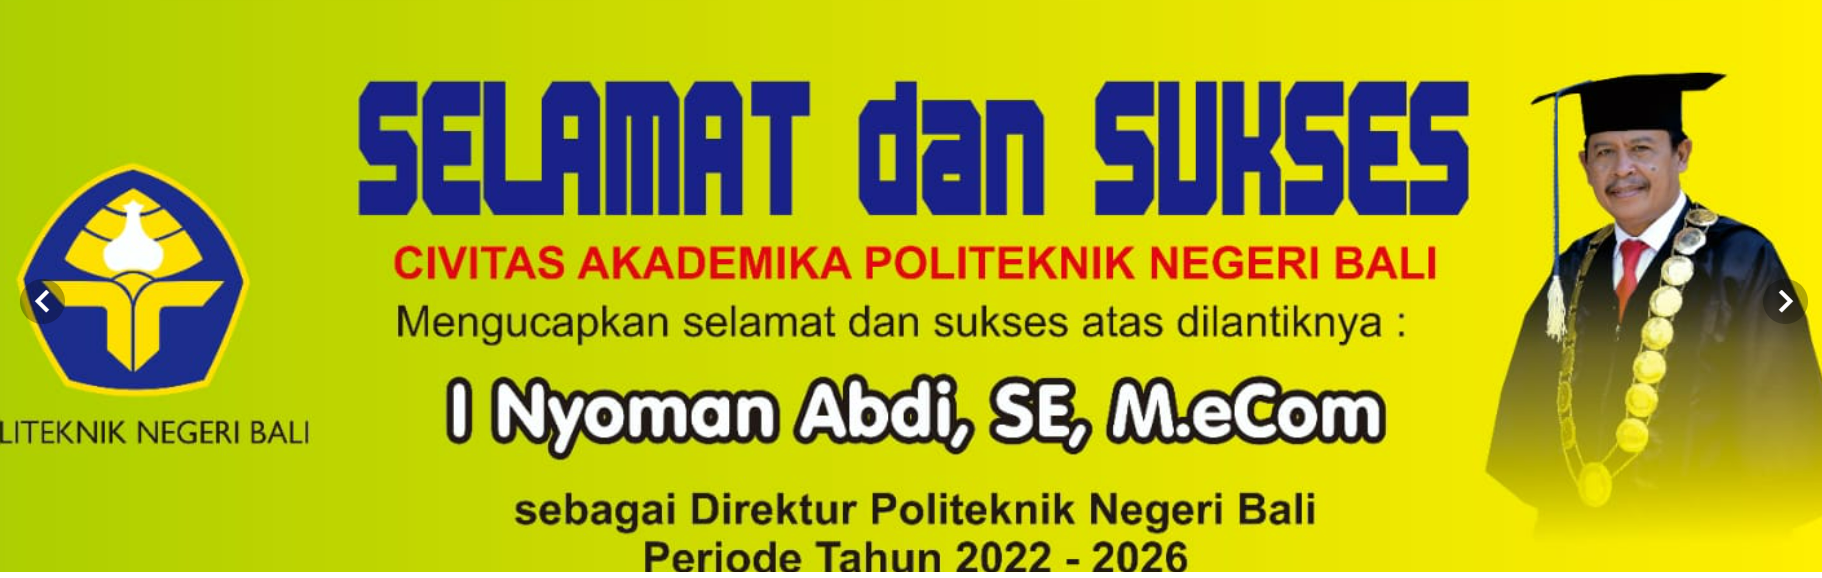 SELAMAT dan SUKSES
CIVITAS AKADEMIKA POLITEKNIK NEGERI BALI
Mengucapkan selamat dan sukses atas dilantiknya :
I Nyoman Abdi, SE, M.eCom
sebagai Direktur Politeknik Negeri Bali
Periode Tahun 2022 - 2026
LITEKNIK NEGERI BALI